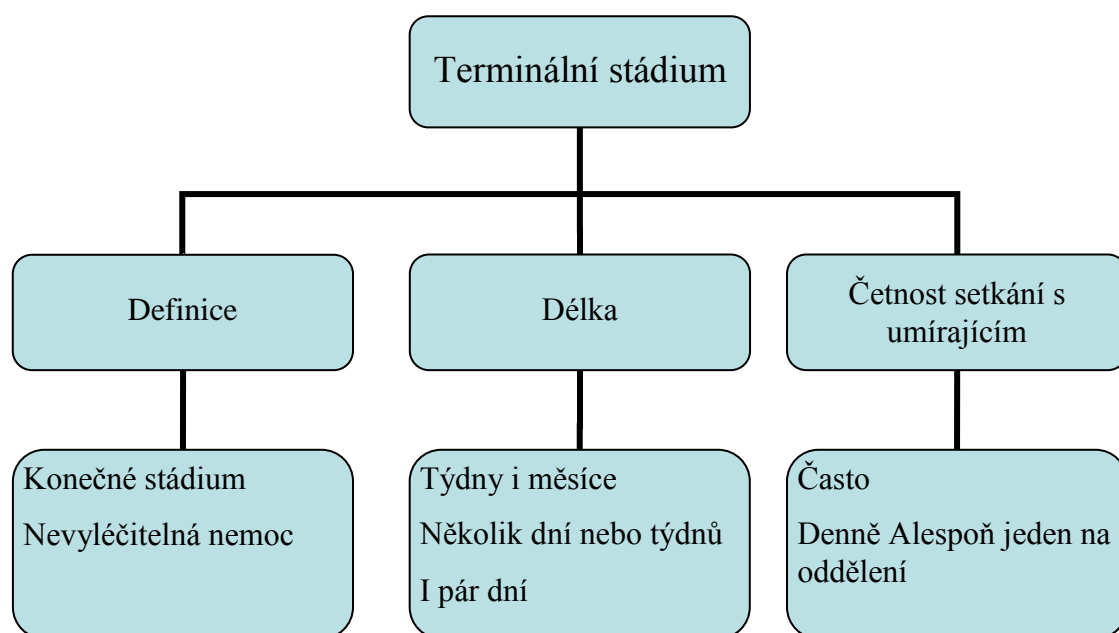 Terminální stádium
Definice
Délka
Četnost setkání s
umírajícím
Konečné stádium
Nevyléčitelná nemoc
Týdny i měsíce
Několik dní nebo týdnů
I pár dní
Často
Denně Alespoň jeden na
oddělení